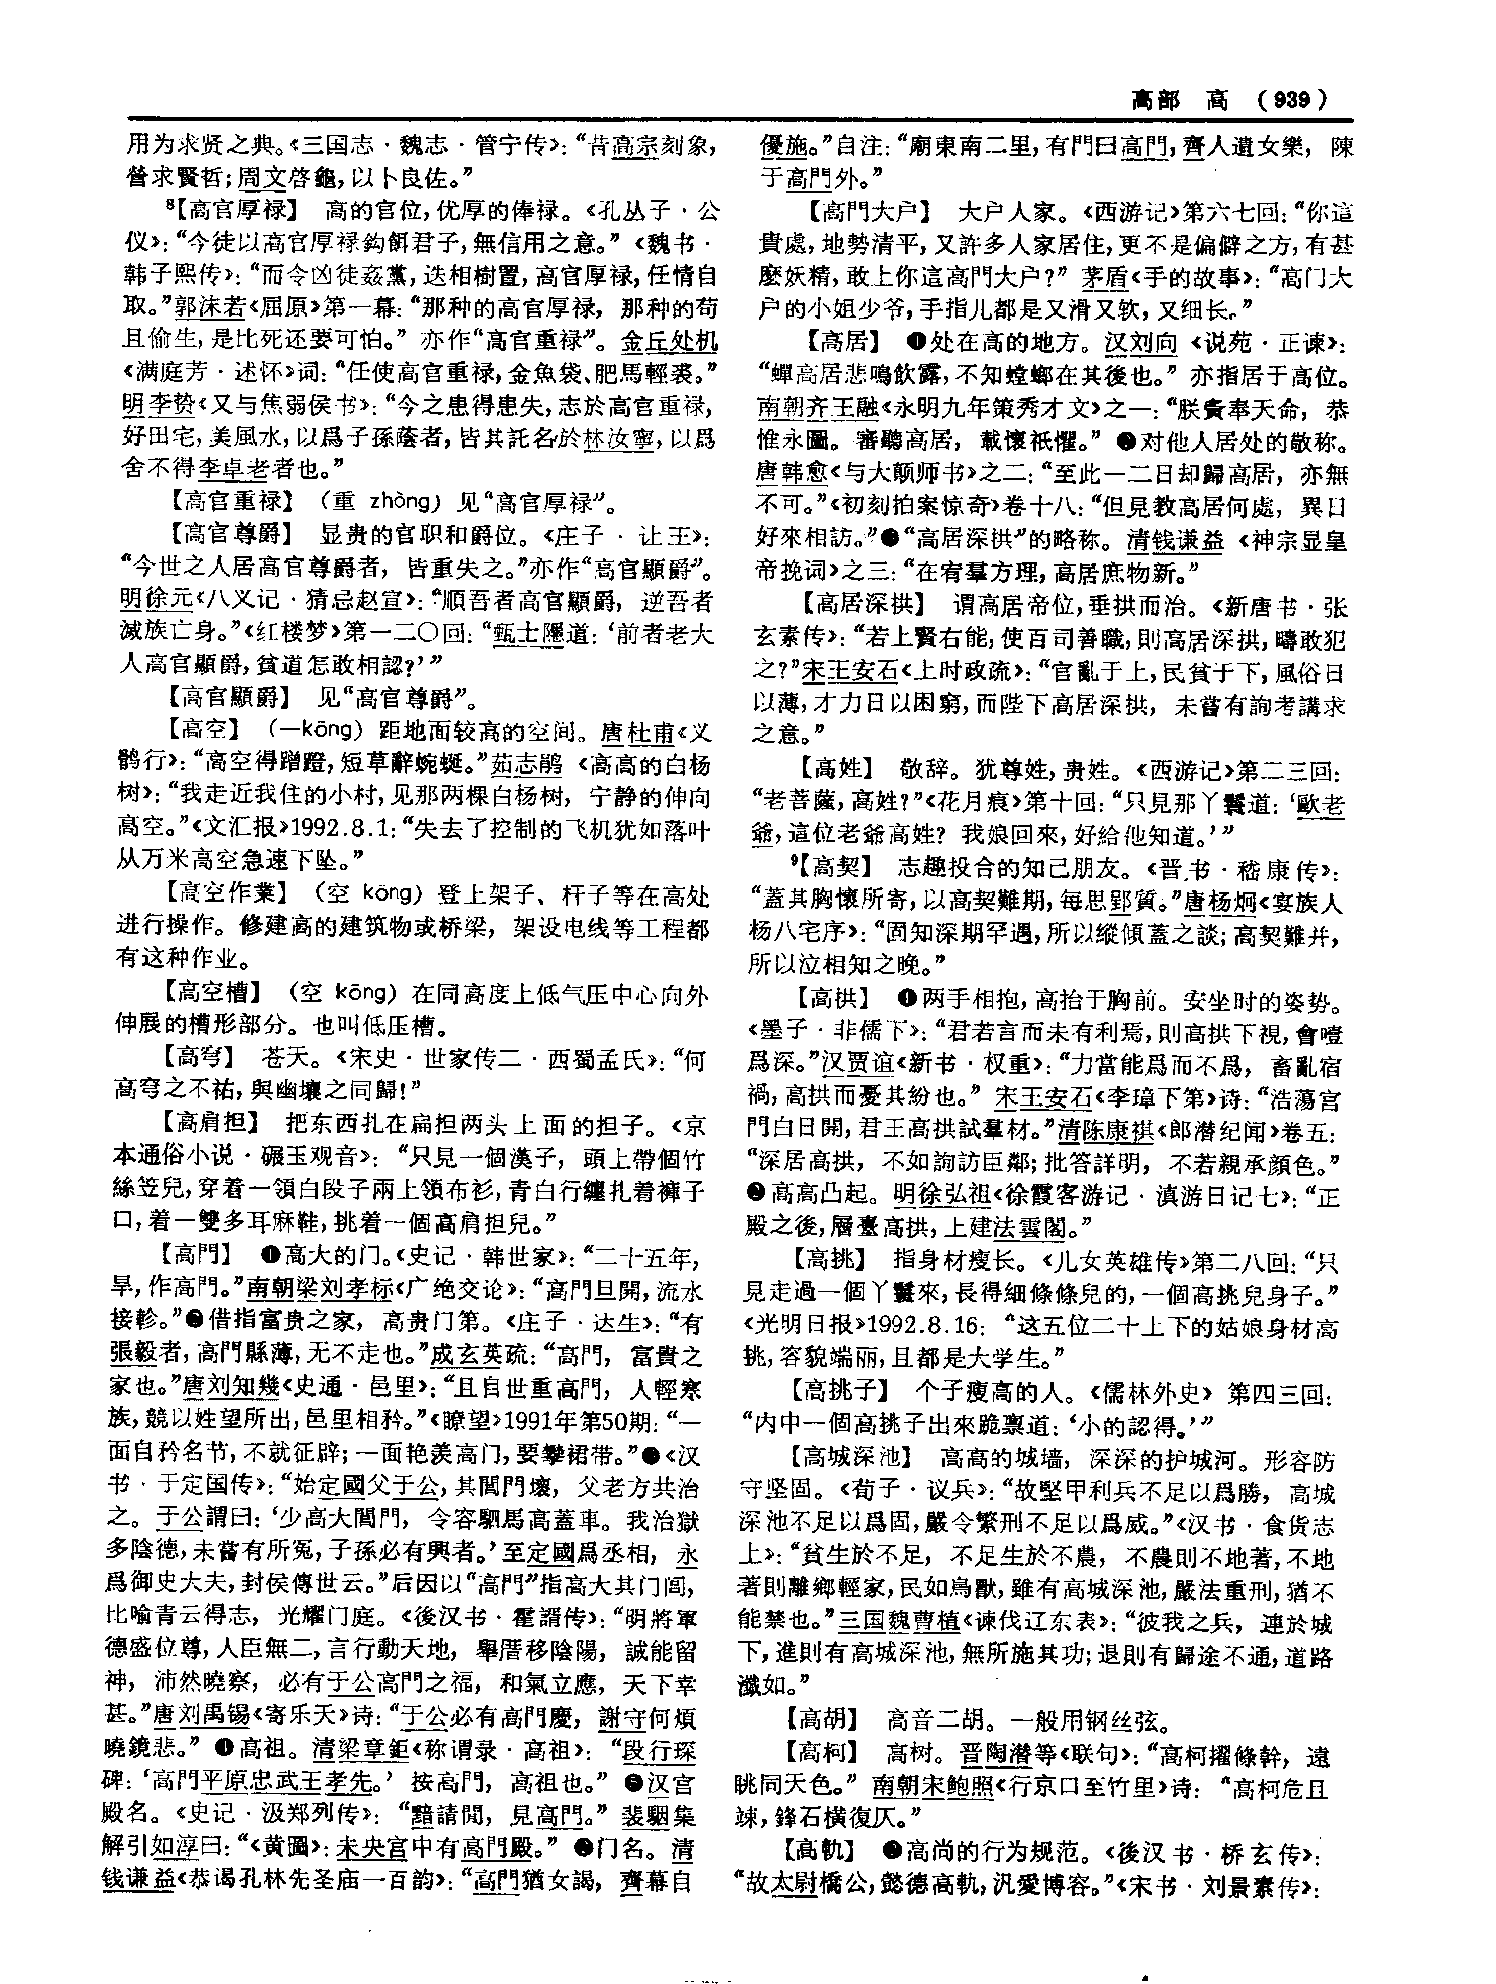 高部　高　（939）
用为求贤之典。《三国志·魏志·管宁传》：“昔高宗刻象，
營求賢哲；周文啓龜，以卜良佐。”
⁸【高官厚禄】　高的官位，优厚的俸禄。《孔丛子·公
仪》：“今徒以高官厚禄鈎餌君子，無信用之意。”《魏书·
韩子熙传》：“而令凶徒姦黨，迭相樹置，高官厚禄，任情自
取。”郭沫若《屈原》第一幕：“那种的高官厚禄，那种的苟
且偷生，是比死还要可怕。”亦作“高官重禄”。金丘处机
《满庭芳·述怀》词：“任使高官重禄，金魚袋、肥馬輕裘。”
明李贽《又与焦弱侯书》：“今之患得患失，志於高官重禄，
好田宅，美風水，以爲子孫蔭者，皆其託名於林汝寧，以爲
舍不得李卓老者也。”
【高官重禄】　（重 zhòng）见“高官厚禄”。
【高官尊爵】　显贵的官职和爵位。《庄子·让王》：
“今世之人居高官尊爵者，皆重失之。”亦作“高官顯爵”。
明徐元《八义记·猜忌赵宣》：“順吾者高官顯爵，逆吾者
滅族亡身。”《红楼梦》第一二〇回：“甄士隱道：‘前者老大
人高官顯爵，貧道怎敢相認？’”
【高官顯爵】　见“高官尊爵”。
【高空】　（—kōng）距地面较高的空间。唐杜甫《义
鹘行》：“高空得蹭蹬，短草辭蜿蜒。”茹志鹃《高高的白杨
树》：“我走近我住的小村，见那两棵白杨树，宁静的伸向
高空。”《文汇报》1992.8.1：“失去了控制的飞机犹如落叶
从万米高空急速下坠。”
【高空作業】　（空 kōng）登上架子、杆子等在高处
进行操作。修建高的建筑物或桥梁，架设电线等工程都
有这种作业。
【高空槽】　（空 kōng）在同高度上低气压中心向外
伸展的槽形部分。也叫低压槽。
【高穹】　苍天。《宋史·世家传二·西蜀孟氏》：“何
高穹之不祐，與幽壤之同歸！”
【高肩担】　把东西扎在扁担两头上面的担子。《京
本通俗小说·碾玉观音》：“只見一個漢子，頭上帶個竹
絲笠兒，穿着一領白段子兩上領布衫，青白行纏扎着褲子
口，着一雙多耳麻鞋，挑着一個高肩担兒。”
【高門】　❶高大的门。《史记·韩世家》：“二十五年，
旱，作高門。”南朝梁刘孝标《广绝交论》：“高門旦開，流水
接軫。”❷借指富贵之家，高贵门第。《庄子·达生》：“有
張毅者，高門縣薄，无不走也。”成玄英疏：“高門，富貴之
家也。”唐刘知幾《史通·邑里》：“且自世重高門，人輕寒
族，競以姓望所出，邑里相矜。”《瞭望》1991年第50期：“一
面自矜名节，不就征辟；一面艳羡高门，要攀裙带。”❸《汉
书·于定国传》：“始定國父于公，其閭門壞，父老方共治
之。于公謂曰：‘少高大閭門，令容駟馬高蓋車。我治獄
多陰德，未嘗有所冤，子孫必有興者。’至定國爲丞相，永
爲御史大夫，封侯傳世云。”后因以“高門”指高大其门闾，
比喻青云得志，光耀门庭。《後汉书·霍諝传》：“明將軍
德盛位尊，人臣無二，言行動天地，舉厝移陰陽，誠能留
神，沛然曉察，必有于公高門之福，和氣立應，天下幸
甚。”唐刘禹锡《寄乐天》诗：“于公必有高門慶，謝守何煩
曉鏡悲。”❹高祖。清梁章鉅《称谓录·高祖》：“段行琛
碑：‘高門平原忠武王孝先。’按高門，高祖也。”❺汉宫
殿名。《史记·汲郑列传》：“黯請閒，見高門。”裴駰集
解引如淳曰：“《黄圖》：未央宫中有高門殿。”❻门名。清
钱谦益《恭谒孔林先圣庙一百韵》：“高門猶女謁，齊幕自
優施。”自注：“廟東南二里，有門曰高門，齊人遺女樂，陳
于高門外。”
【高門大户】　大户人家。《西游记》第六七回：“你這
貴處，地勢清平，又許多人家居住，更不是偏僻之方，有甚
麽妖精，敢上你這高門大户？”茅盾《手的故事》：“高门大
户的小姐少爷，手指儿都是又滑又软，又细长。”
【高居】　❶处在高的地方。汉刘向《说苑·正谏》：
“蟬高居悲鳴飲露，不知螳螂在其後也。”亦指居于高位。
南朝齐王融《永明九年策秀才文》之一：“朕夤奉天命，恭
惟永圖。審聽高居，載懷祇懼。”❷对他人居处的敬称。
唐韩愈《与大颠师书》之二：“至此一二日却歸高居，亦無
不可。”《初刻拍案惊奇》卷十八：“但見教高居何處，異日
好來相訪。”❸“高居深拱”的略称。清钱谦益《神宗显皇
帝挽词》之三：“在宥羣方理，高居庶物新。”
【高居深拱】　谓高居帝位，垂拱而治。《新唐书·张
玄素传》：“若上賢右能，使百司善職，則高居深拱，疇敢犯
之？”宋王安石《上时政疏》：“官亂于上，民貧于下，風俗日
以薄，才力日以困窮，而陛下高居深拱，未嘗有詢考講求
之意。”
【高姓】　敬辞。犹尊姓，贵姓。《西游记》第二三回：
“老菩薩，高姓？”《花月痕》第十回：“只見那丫鬟道：‘歐老
爺，這位老爺高姓？我娘回來，好給他知道。’”
⁹【高契】　志趣投合的知己朋友。《晋书·嵇康传》：
“蓋其胸懷所寄，以高契難期，每思郢質。”唐杨炯《宴族人
杨八宅序》：“固知深期罕遇，所以縱傾蓋之談；高契難并，
所以泣相知之晚。”
【高拱】　❶两手相抱，高抬于胸前。安坐时的姿势。
《墨子·非儒下》：“君若言而未有利焉，則高拱下視，會噎
爲深。”汉贾谊《新书·权重》：“力當能爲而不爲，畜亂宿
禍，高拱而憂其紛也。”宋王安石《李璋下第》诗：“浩蕩宫
門白日開，君王高拱試羣材。”清陈康祺《郎潜纪闻》卷五：
“深居高拱，不如詢訪臣鄰；批答詳明，不若親承顔色。”
❷高高凸起。明徐弘祖《徐霞客游记·滇游日记七》：“正
殿之後，層臺高拱，上建法雲閣。”
【高挑】　指身材瘦长。《儿女英雄传》第二八回：“只
見走過一個丫鬟來，長得細條條兒的，一個高挑兒身子。”
《光明日报》1992.8.16：“这五位二十上下的姑娘身材高
挑，容貌端丽，且都是大学生。”
【高挑子】　个子瘦高的人。《儒林外史》第四三回：
“内中一個高挑子出來跪禀道：‘小的認得。’”
【高城深池】　高高的城墙，深深的护城河。形容防
守坚固。《荀子·议兵》：“故堅甲利兵不足以爲勝，高城
深池不足以爲固，嚴令繁刑不足以爲威。”《汉书·食货志
上》：“貧生於不足，不足生於不農，不農則不地著，不地
著則離鄉輕家，民如鳥獸，雖有高城深池，嚴法重刑，猶不
能禁也。”三国魏曹植《谏伐辽东表》：“彼我之兵，連於城
下，進則有高城深池，無所施其功；退則有歸途不通，道路
瀸如。”
【高胡】　高音二胡。一般用钢丝弦。
【高柯】　高树。晋陶潜等《联句》：“高柯擢條幹，遠
眺同天色。”南朝宋鲍照《行京口至竹里》诗：“高柯危且
竦，鋒石横復仄。”
【高軌】　❶高尚的行为规范。《後汉书·桥玄传》：
“故太尉橋公，懿德高軌，汎愛博容。”《宋书·刘景素传》：